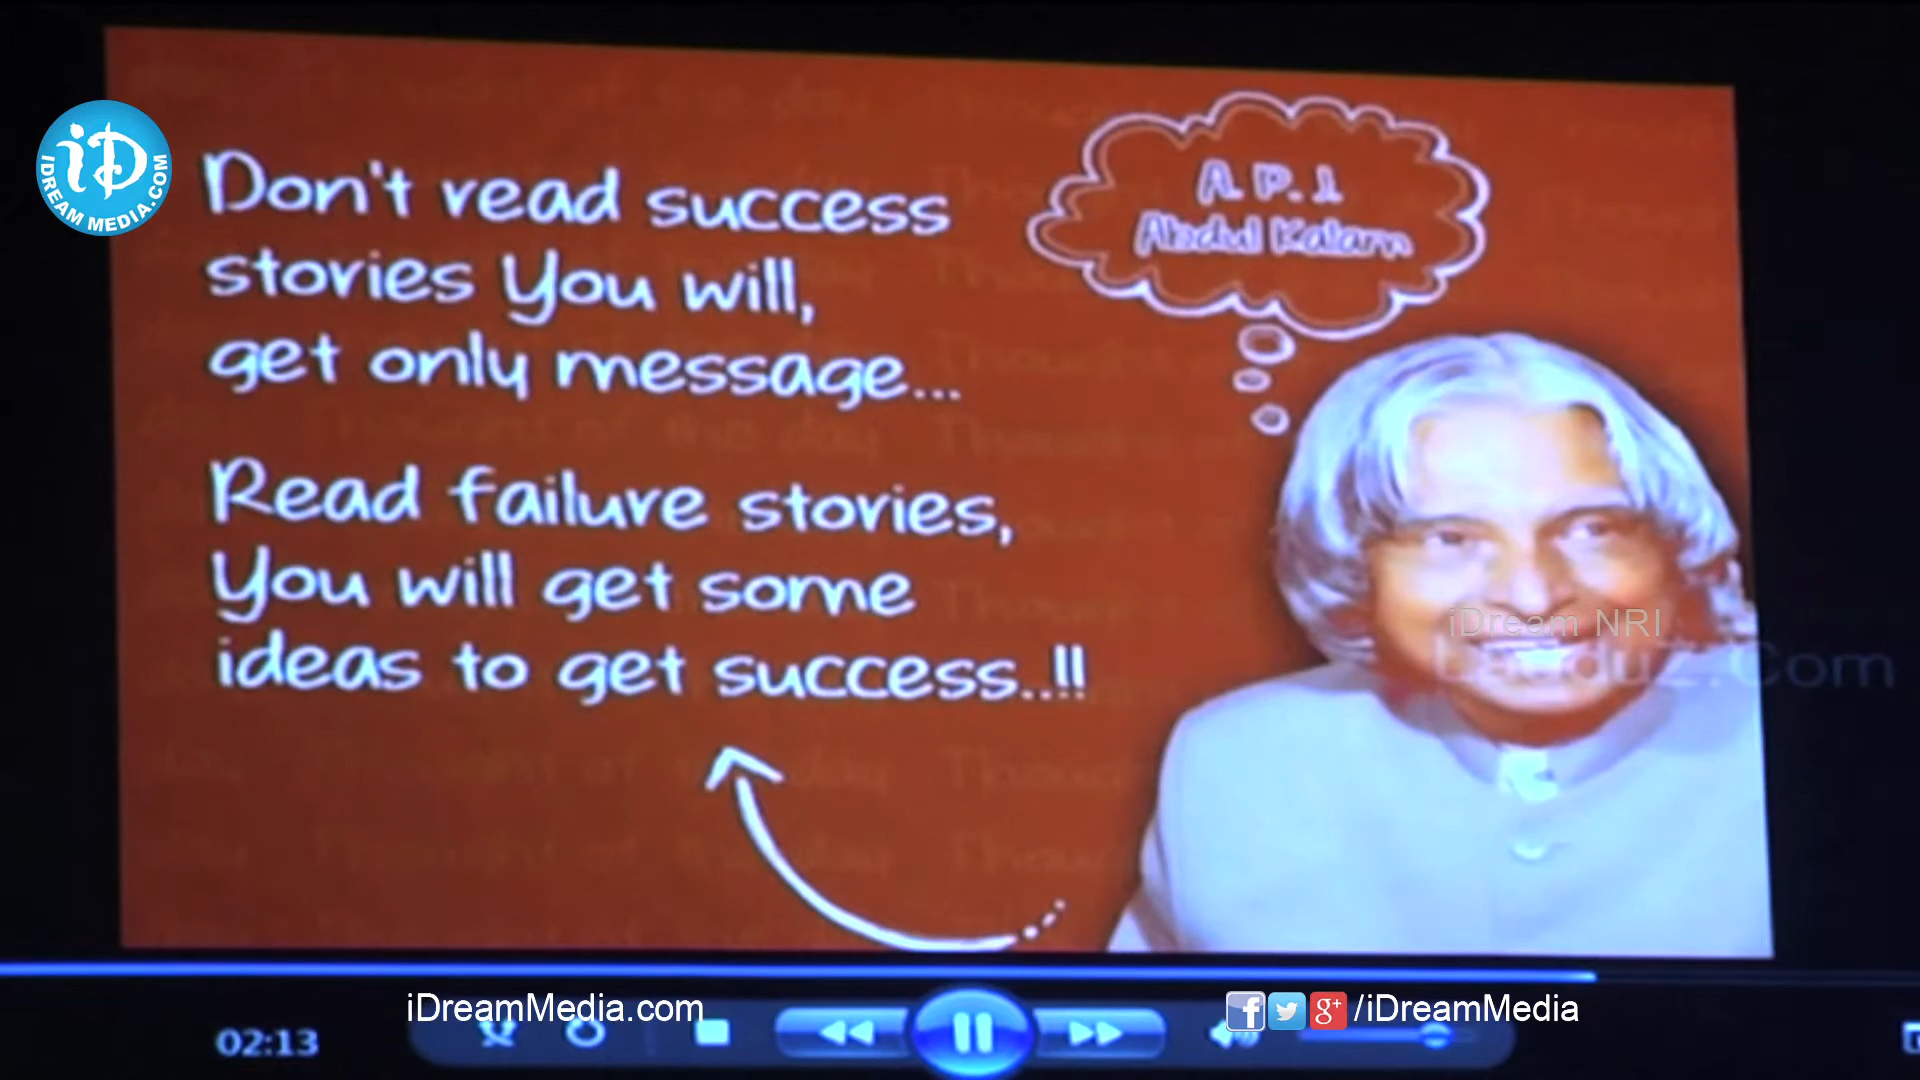 iD
IDREAM MEDIA.COM
Don't read success
stories You will,
get only message...
Read failure stories,
You will get some
ideas to get success..!!
A. P. J
Abdul Kalam
iDream NRI
.Com
02:13
iDreamMedia.com
/iDreamMedia